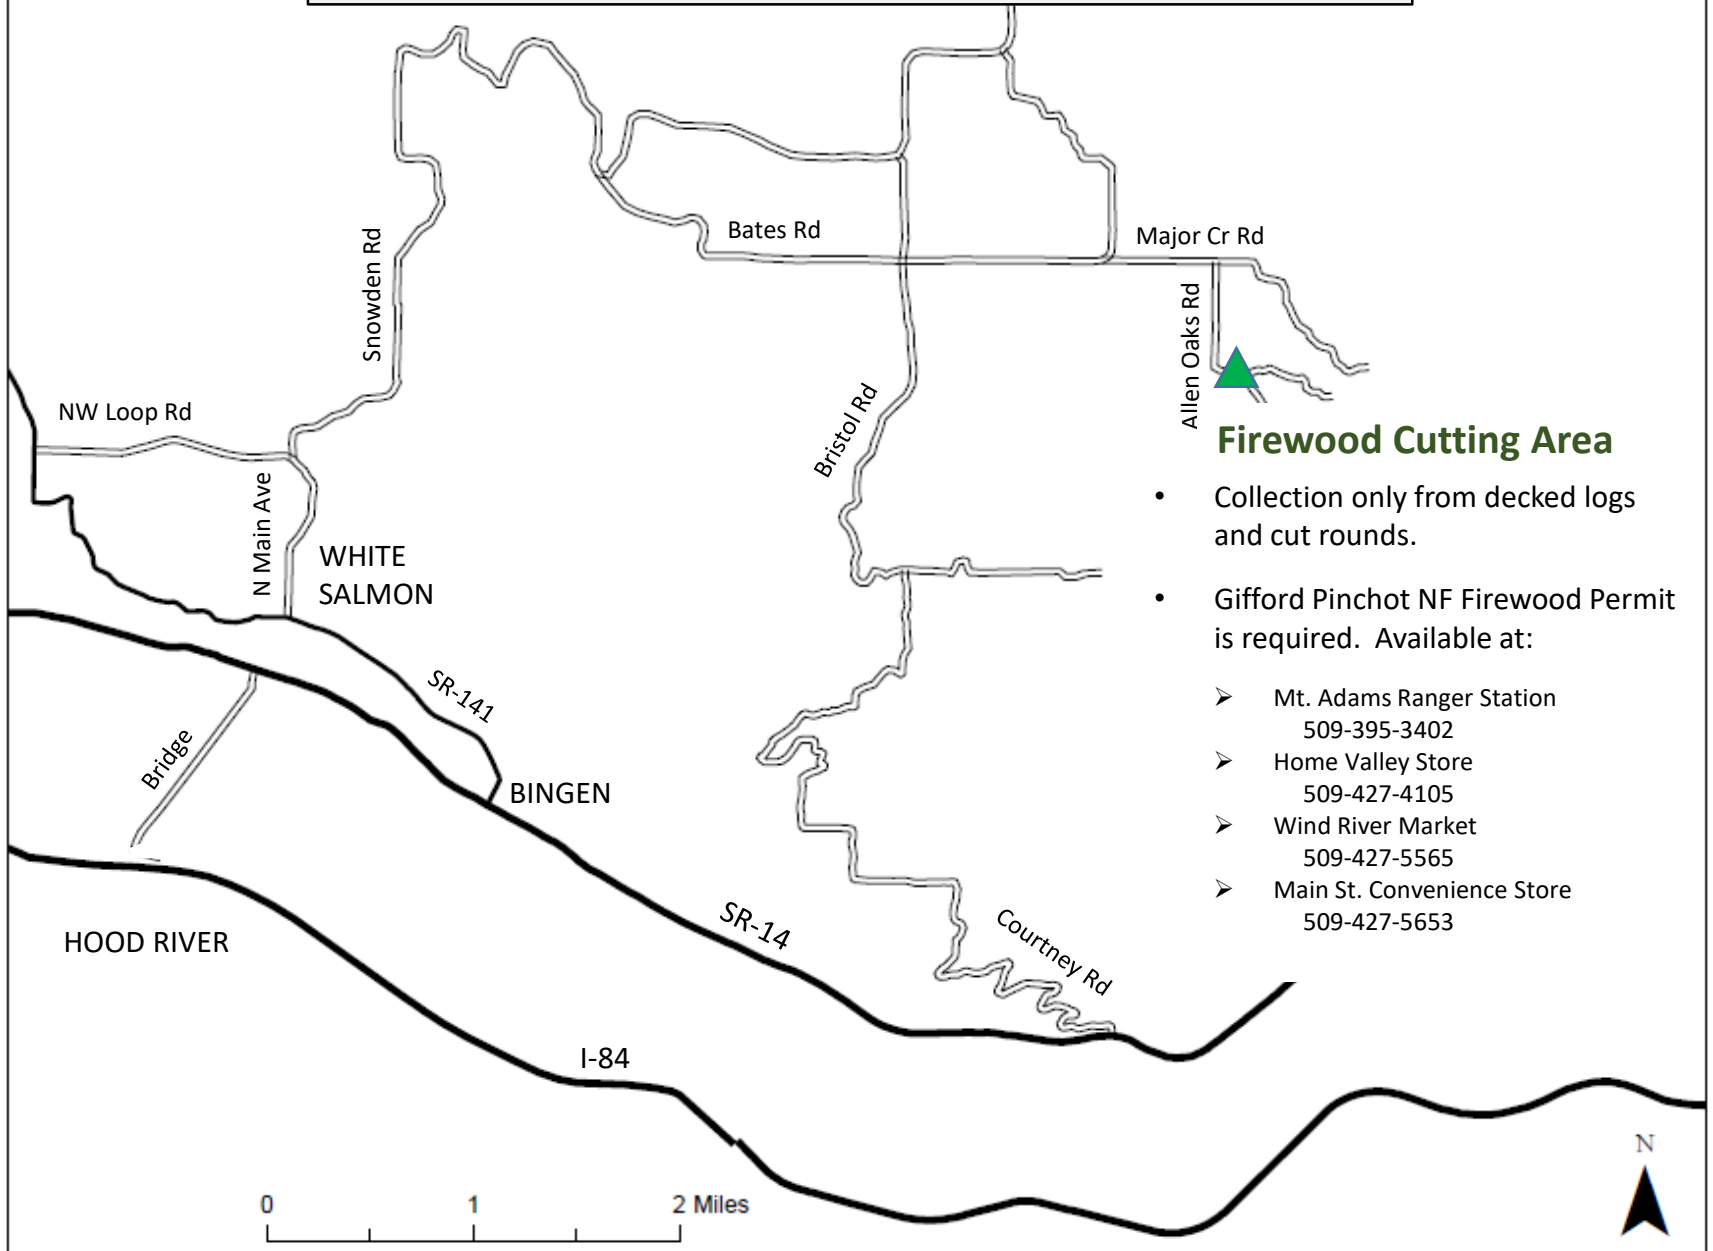 Bates Rd
Major Cr Rd
Snowden Rd
Allen Oaks Rd
NW Loop Rd
Bristol Rd
N Main Ave
WHITE
SALMON
Firewood Cutting Area
• Collection only from decked logs
and cut rounds.
• Gifford Pinchot NF Firewood Permit
is required.  Available at:
➢ Mt. Adams Ranger Station
509-395-3402
➢ Home Valley Store
509-427-4105
➢ Wind River Market
509-427-5565
➢ Main St. Convenience Store
509-427-5653
SR-141
Bridge
BINGEN
HOOD RIVER
SR-14
Courtney Rd
I-84
N
0 1 2 Miles